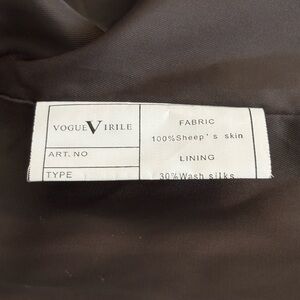 VOGUE VIRILE
ART. NO
TYPE
FABRIC
100%Sheep's skin
LINING
30%Wash silks